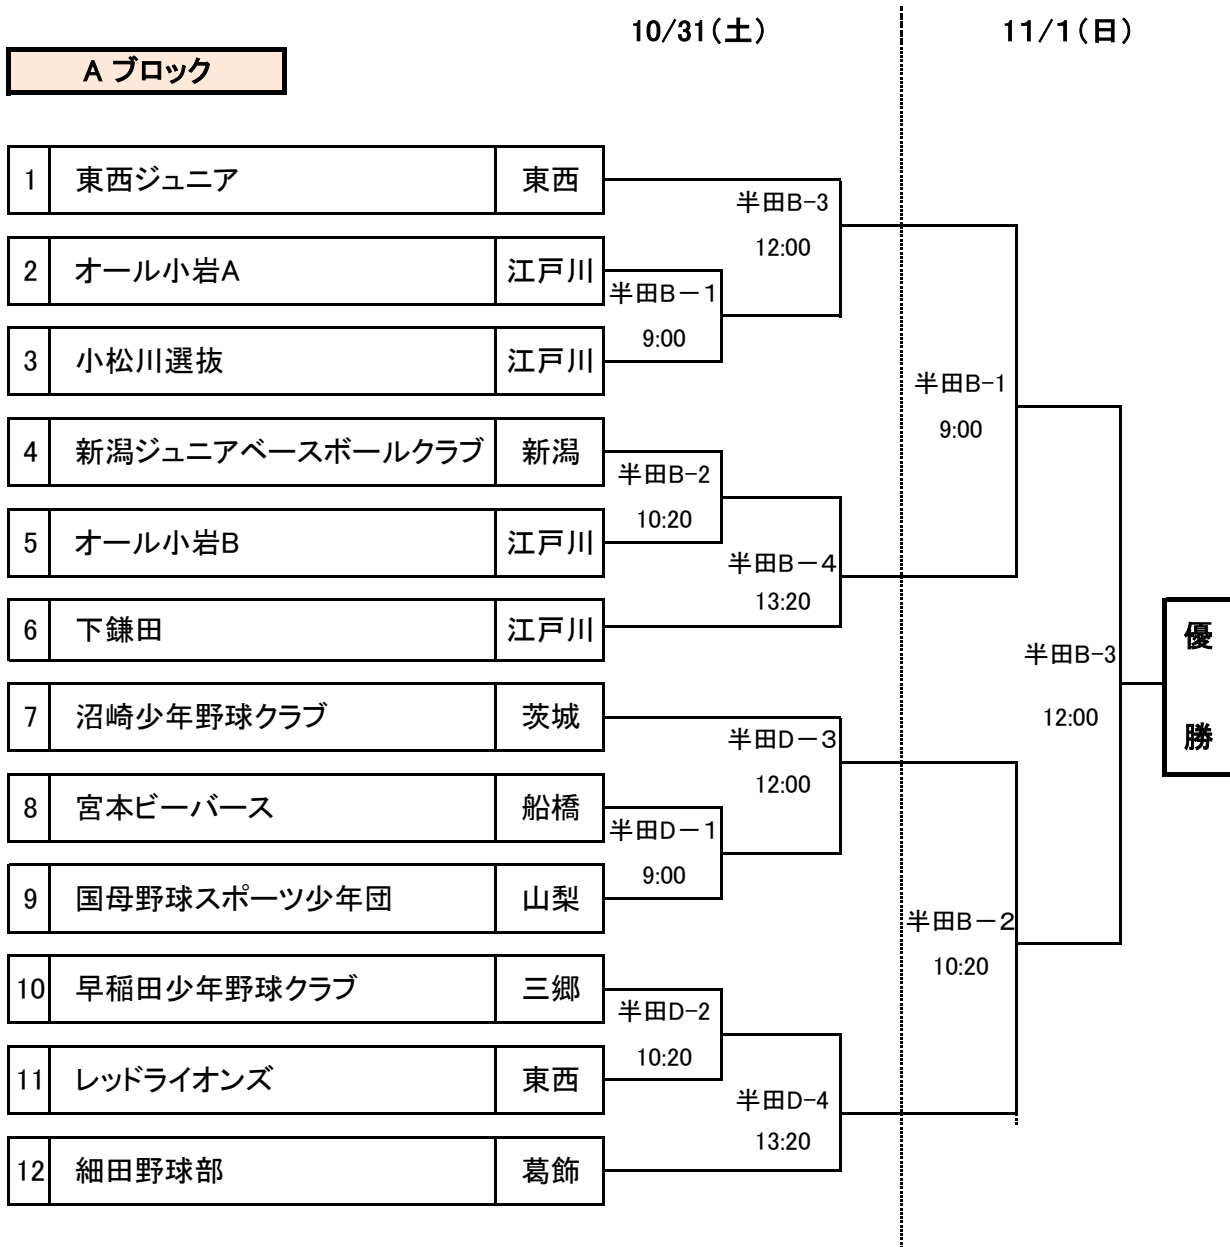 10/31(土) 11/1(日)
A ブロック
1 東西ジュニア 東西
半田B-3
12:00
2 オール小岩A 江戸川
半田B－1
9:00
3 小松川選抜 江戸川
半田B-1
9:00
4 新潟ジュニアベースボールクラブ 新潟
半田B-2
10:20
5 オール小岩B 江戸川
半田B－4
13:20
6 下鎌田 江戸川
半田B-3
12:00
優
勝
7 沼崎少年野球クラブ 茨城
半田D－3
12:00
8 宮本ビーバース 船橋
半田D－1
9:00
9 国母野球スポーツ少年団 山梨
半田B－2
10:20
10 早稲田少年野球クラブ 三郷
半田D-2
10:20
11 レッドライオンズ 東西
半田D-4
13:20
12 細田野球部 葛飾